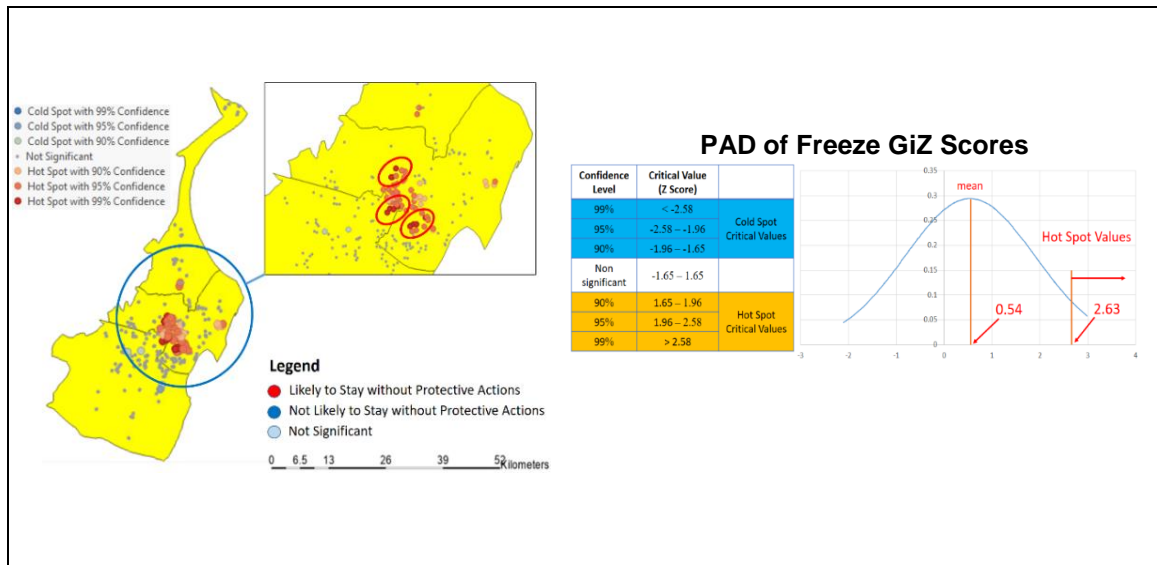 Cold Spot with 99% Confidence
Cold Spot with 95% Confidence
Cold Spot with 90% Confidence
Not Significant
Hot Spot with 90% Confidence
Hot Spot with 95% Confidence
Hot Spot with 99% Confidence
Legend
Likely to Stay without Protective Actions
Not Likely to Stay without Protective Actions
Not Significant
0 6.5 13 26 39 52
Kilometers
PAD of Freeze GiZ Scores
Confidence Level Critical Value (Z Score)
99% < -2.58
95% -2.58 – -1.96
90% -1.96 – -1.65
Cold Spot
Critical Values
Non significant -1.65 – 1.65
90% 1.65 – 1.96
95% 1.96 – 2.58
99% > 2.58
Hot Spot
Critical Values
0.35
0.3
0.25
0.2
0.15
0.1
0.05
0
-3 -2 -1 0 1 2 3 4
mean
Hot Spot Values
0.54
2.63